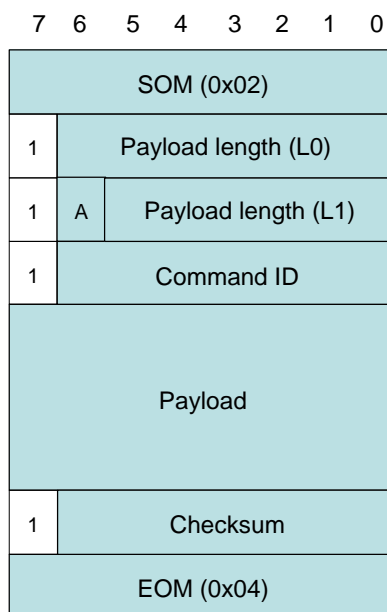 7 6 5 4 3 2 1 0
SOM (0x02)
1 Payload length (L0)
1 A Payload length (L1)
1 Command ID
Payload
1 Checksum
EOM (0x04)